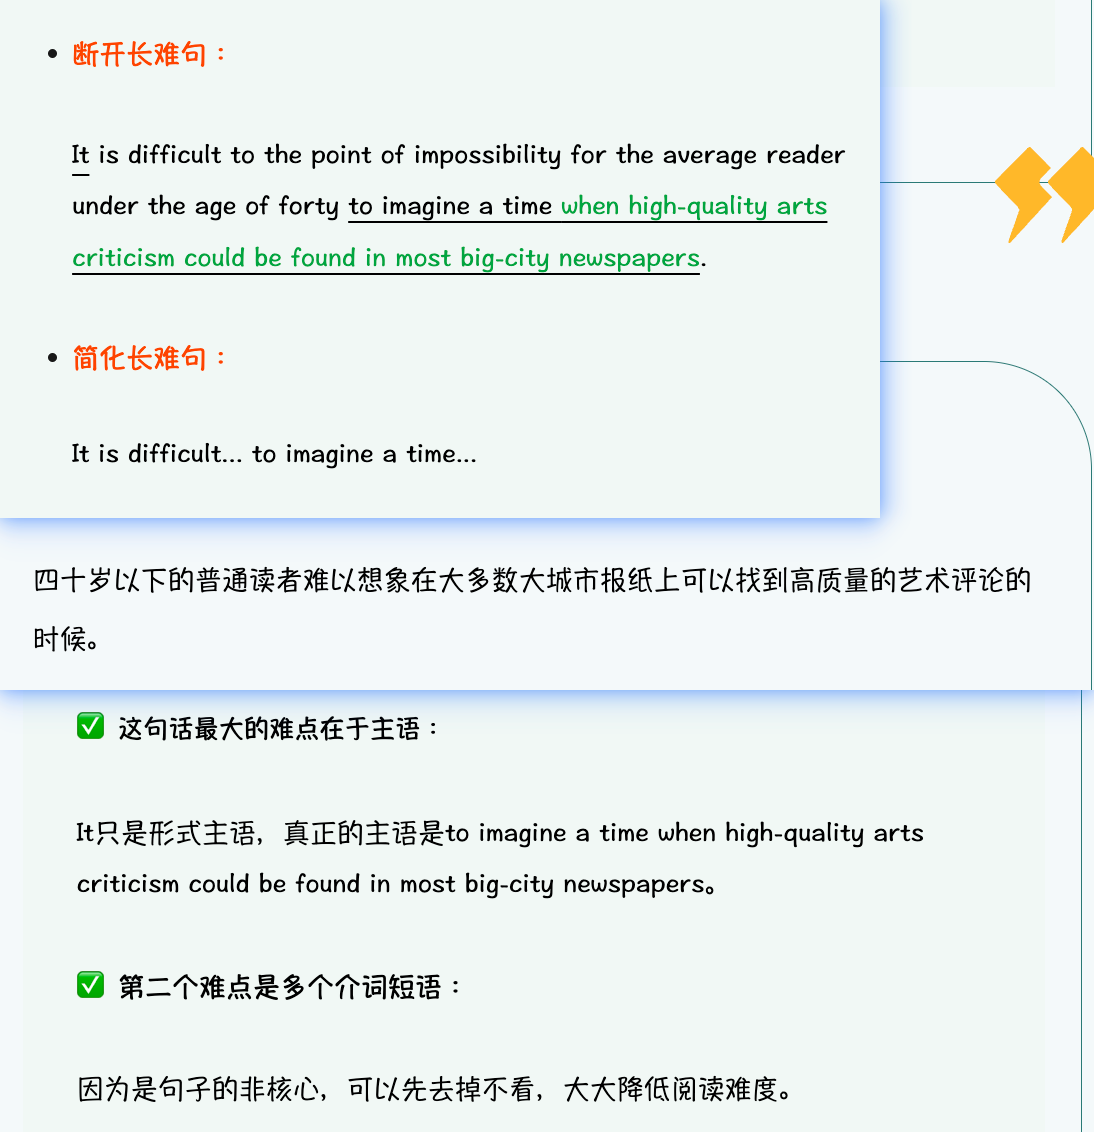 断开长难句：
It is difficult to the point of impossibility for the average reader
under the age of forty to imagine a time when high-quality arts
criticism could be found in most big-city newspapers.
简化长难句：
It is difficult... to imagine a time...
四十岁以下的普通读者难以想象在大多数大城市报纸上可以找到高质量的艺术评论的
时候。
✅ 这句话最大的难点在于主语：
It只是形式主语，真正的主语是to imagine a time when high-quality arts
criticism could be found in most big-city newspapers。
✅ 第二个难点是多个介词短语：
因为是句子的非核心，可以先去掉不看，大大降低阅读难度。